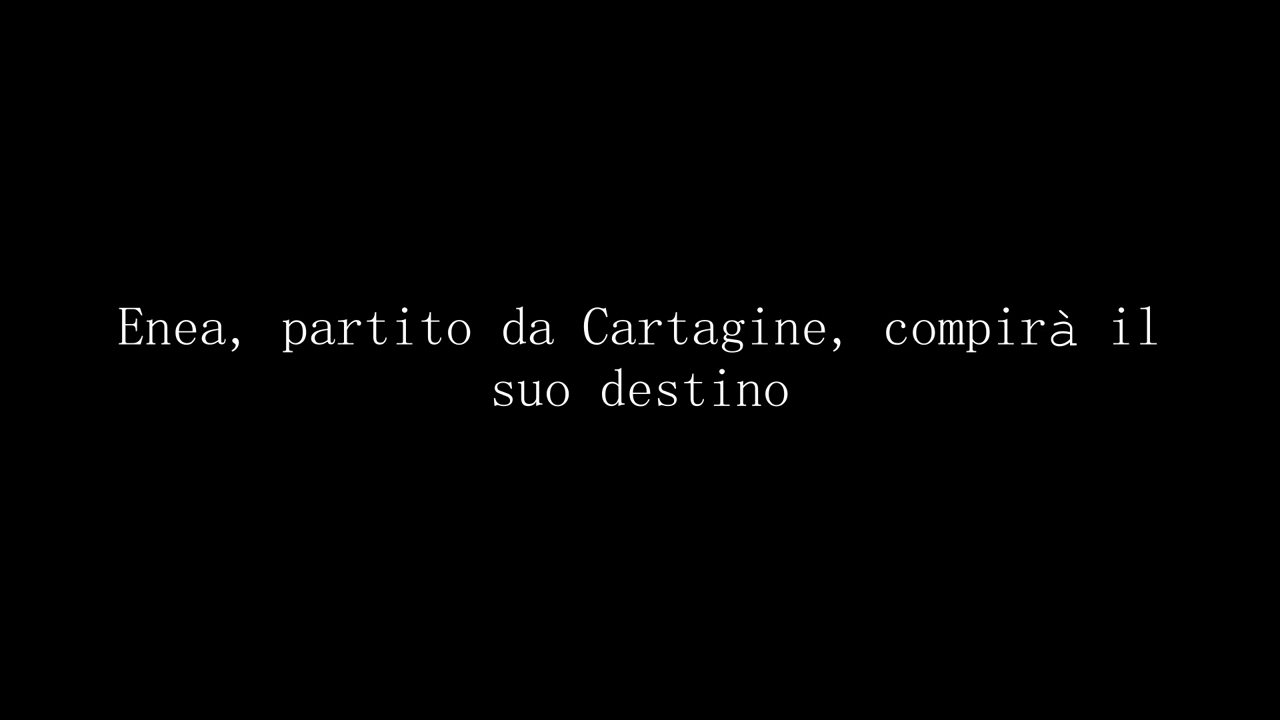 Enea, partito da Cartagine, compirà il
suo destino